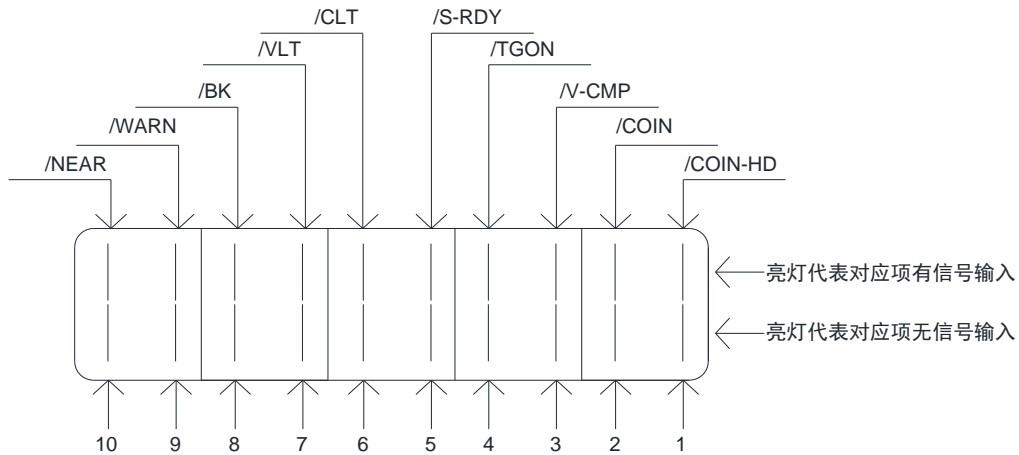 /CLT
/S-RDY
/VLT
/TGON
/BK
/V-CMP
/WARN
/COIN
/NEAR
/COIN-HD
亮灯代表对应项有信号输入
亮灯代表对应项无信号输入
10 9 8 7 6 5 4 3 2 1